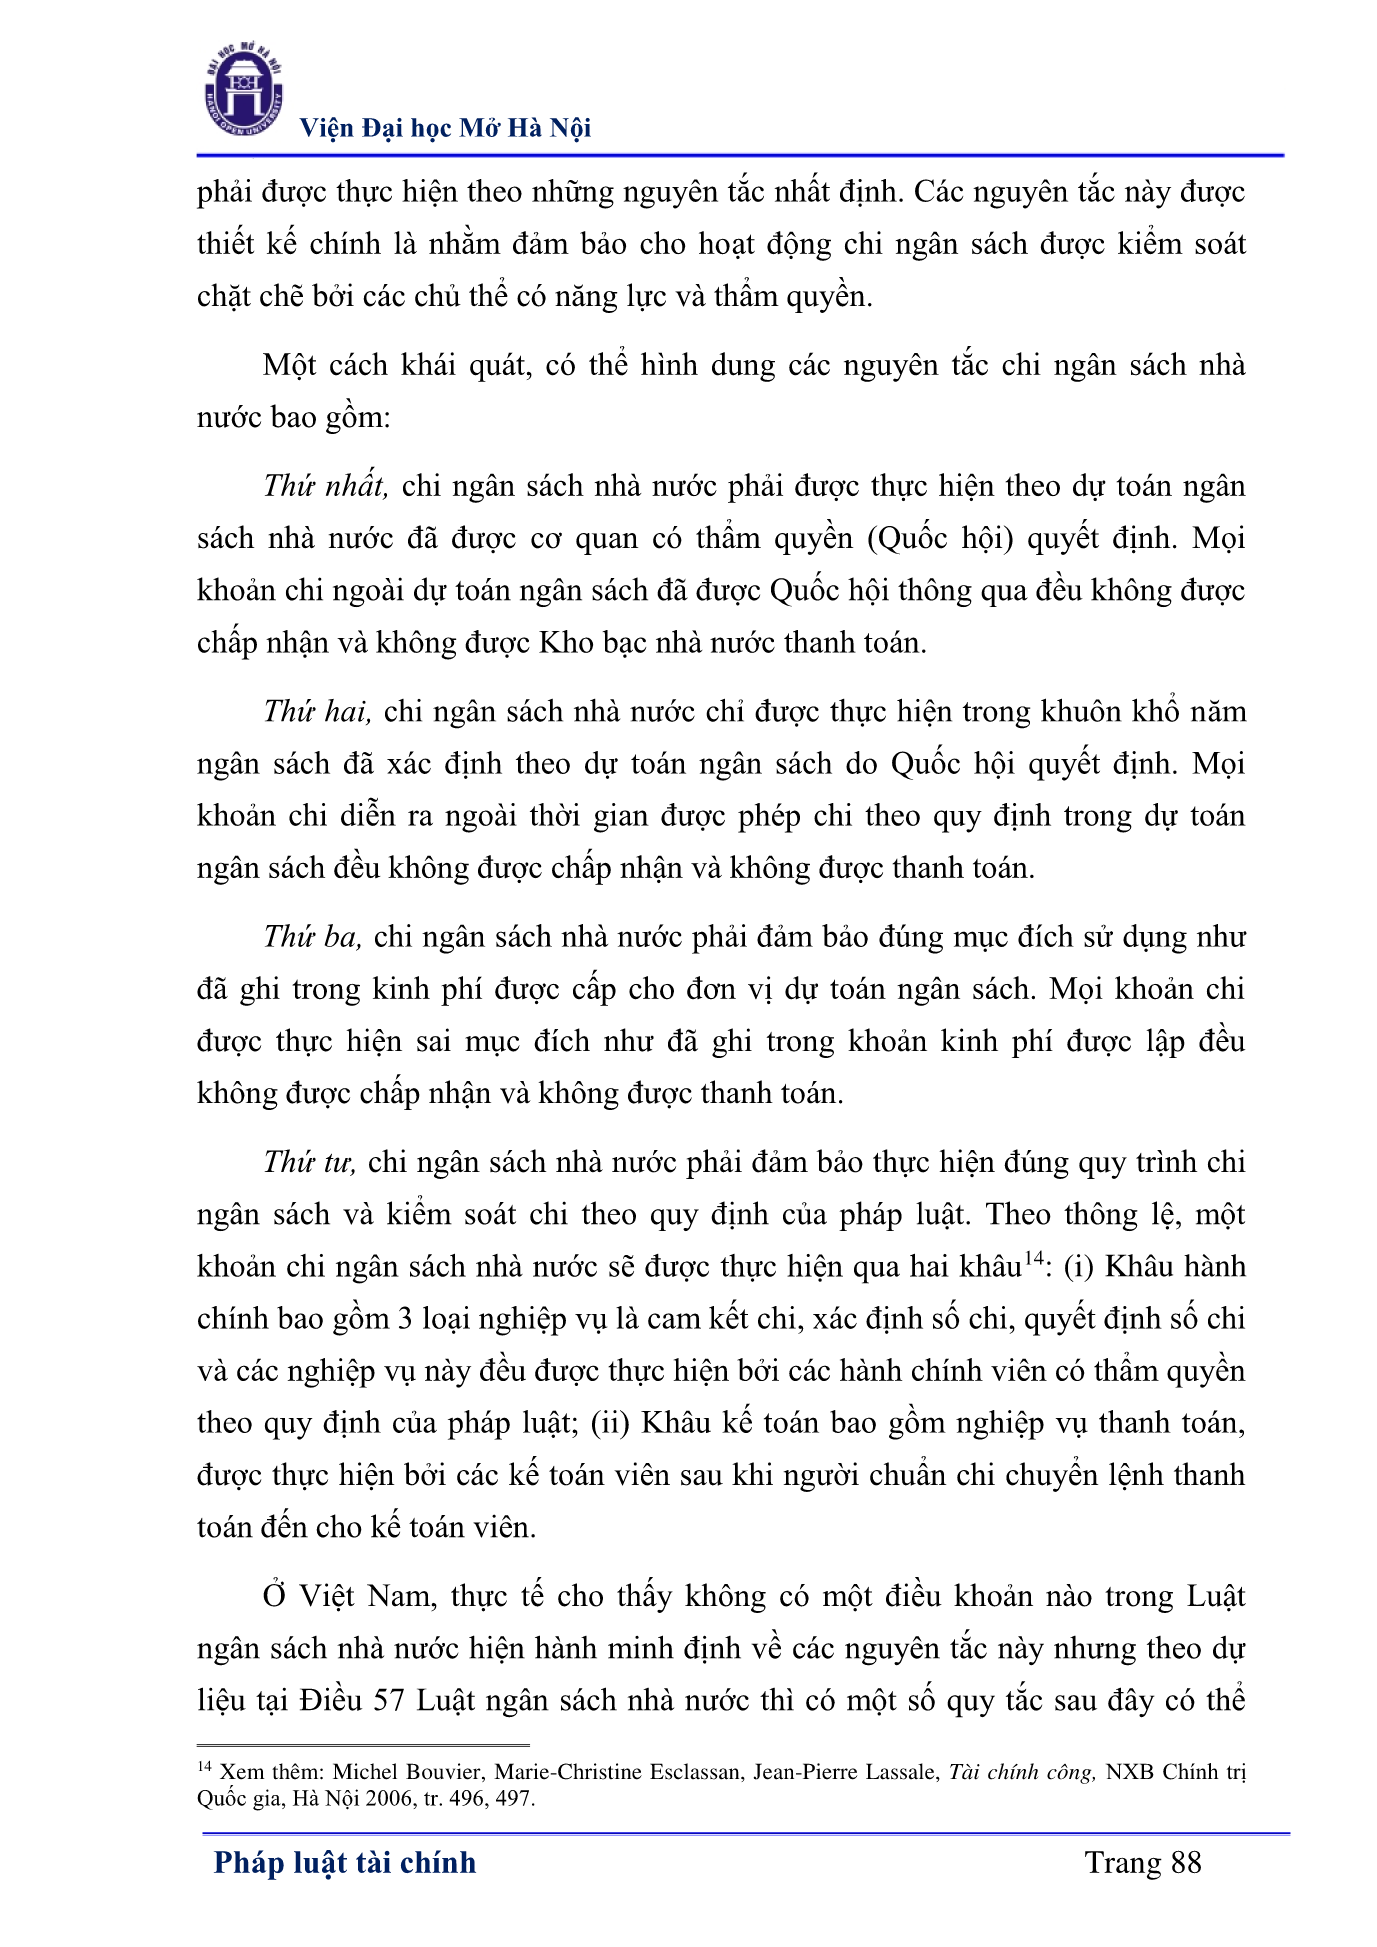 ĐẠI HỌC MỞ HÀ NỘI
HANOI OPEN UNIVERSITY
Viện Đại học Mở Hà Nội
phải được thực hiện theo những nguyên tắc nhất định. Các nguyên tắc này được
thiết kế chính là nhằm đảm bảo cho hoạt động chi ngân sách được kiểm soát
chặt chẽ bởi các chủ thể có năng lực và thẩm quyền.
Một cách khái quát, có thể hình dung các nguyên tắc chi ngân sách nhà
nước bao gồm:
Thứ nhất, chi ngân sách nhà nước phải được thực hiện theo dự toán ngân
sách nhà nước đã được cơ quan có thẩm quyền (Quốc hội) quyết định. Mọi
khoản chi ngoài dự toán ngân sách đã được Quốc hội thông qua đều không được
chấp nhận và không được Kho bạc nhà nước thanh toán.
Thứ hai, chi ngân sách nhà nước chỉ được thực hiện trong khuôn khổ năm
ngân sách đã xác định theo dự toán ngân sách do Quốc hội quyết định. Mọi
khoản chi diễn ra ngoài thời gian được phép chi theo quy định trong dự toán
ngân sách đều không được chấp nhận và không được thanh toán.
Thứ ba, chi ngân sách nhà nước phải đảm bảo đúng mục đích sử dụng như
đã ghi trong kinh phí được cấp cho đơn vị dự toán ngân sách. Mọi khoản chi
được thực hiện sai mục đích như đã ghi trong khoản kinh phí được lập đều
không được chấp nhận và không được thanh toán.
Thứ tư, chi ngân sách nhà nước phải đảm bảo thực hiện đúng quy trình chi
ngân sách và kiểm soát chi theo quy định của pháp luật. Theo thông lệ, một
khoản chi ngân sách nhà nước sẽ được thực hiện qua hai khâu14: (i) Khâu hành
chính bao gồm 3 loại nghiệp vụ là cam kết chi, xác định số chi, quyết định số chi
và các nghiệp vụ này đều được thực hiện bởi các hành chính viên có thẩm quyền
theo quy định của pháp luật; (ii) Khâu kế toán bao gồm nghiệp vụ thanh toán,
được thực hiện bởi các kế toán viên sau khi người chuẩn chi chuyển lệnh thanh
toán đến cho kế toán viên.
Ở Việt Nam, thực tế cho thấy không có một điều khoản nào trong Luật
ngân sách nhà nước hiện hành minh định về các nguyên tắc này nhưng theo dự
liệu tại Điều 57 Luật ngân sách nhà nước thì có một số quy tắc sau đây có thể
14 Xem thêm: Michel Bouvier, Marie-Christine Esclassan, Jean-Pierre Lassale, Tài chính công, NXB Chính trị
Quốc gia, Hà Nội 2006, tr. 496, 497.
Pháp luật tài chính Trang 88